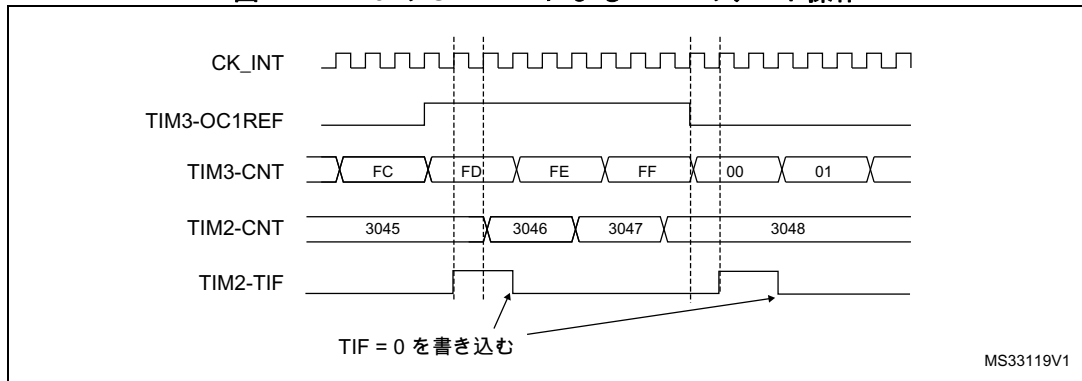 CK_INT
TIM3-OC1REF
TIM3-CNT FC FD FE FF 00 01
TIM2-CNT 3045 3046 3047 3048
TIM2-TIF
TIF = 0 を書き込む
MS33119V1